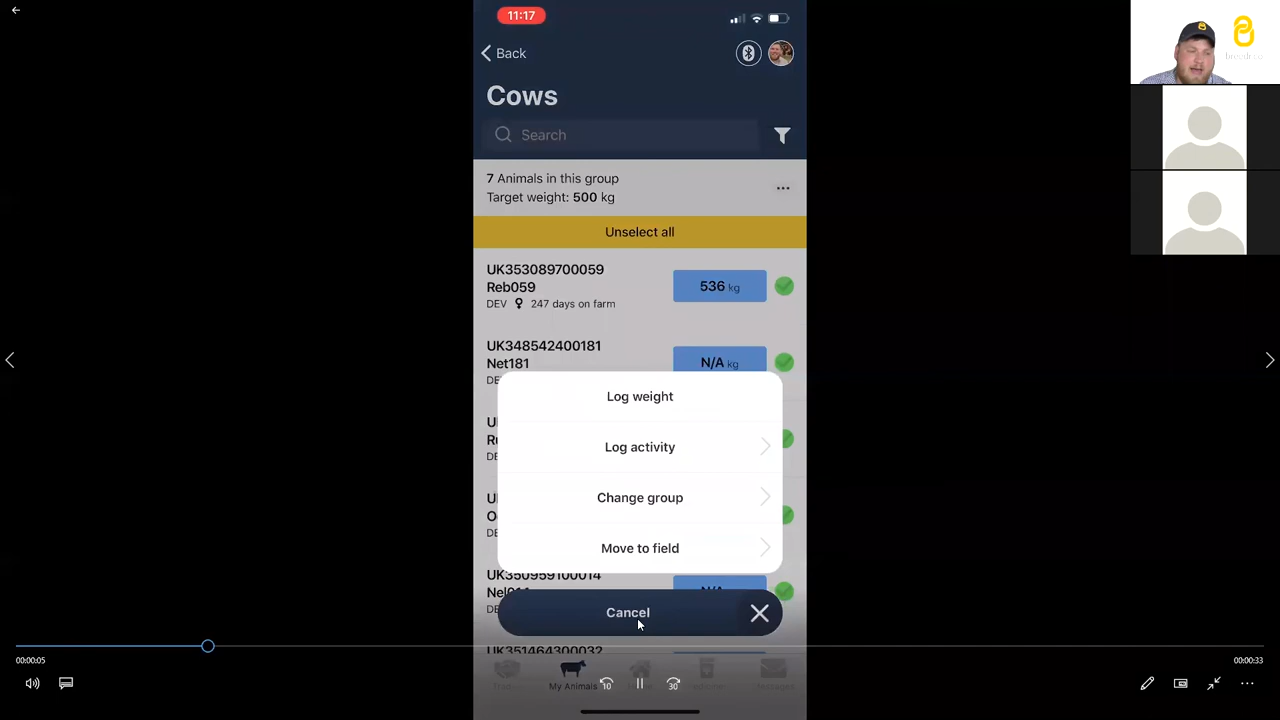 11:17
Back
Cows
Search
7 Animals in this group
Target weight: 500 kg
Unselect all
UK353089700059
Reb059
536 kg
DEV 247 days on farm
UK348542400181
Net181
N/A kg
Log weight
Log activity
Change group
Move to field
UK350959100014
Cancel
UK351464300032
My Animals
10
30
00:00:05
00:00:33